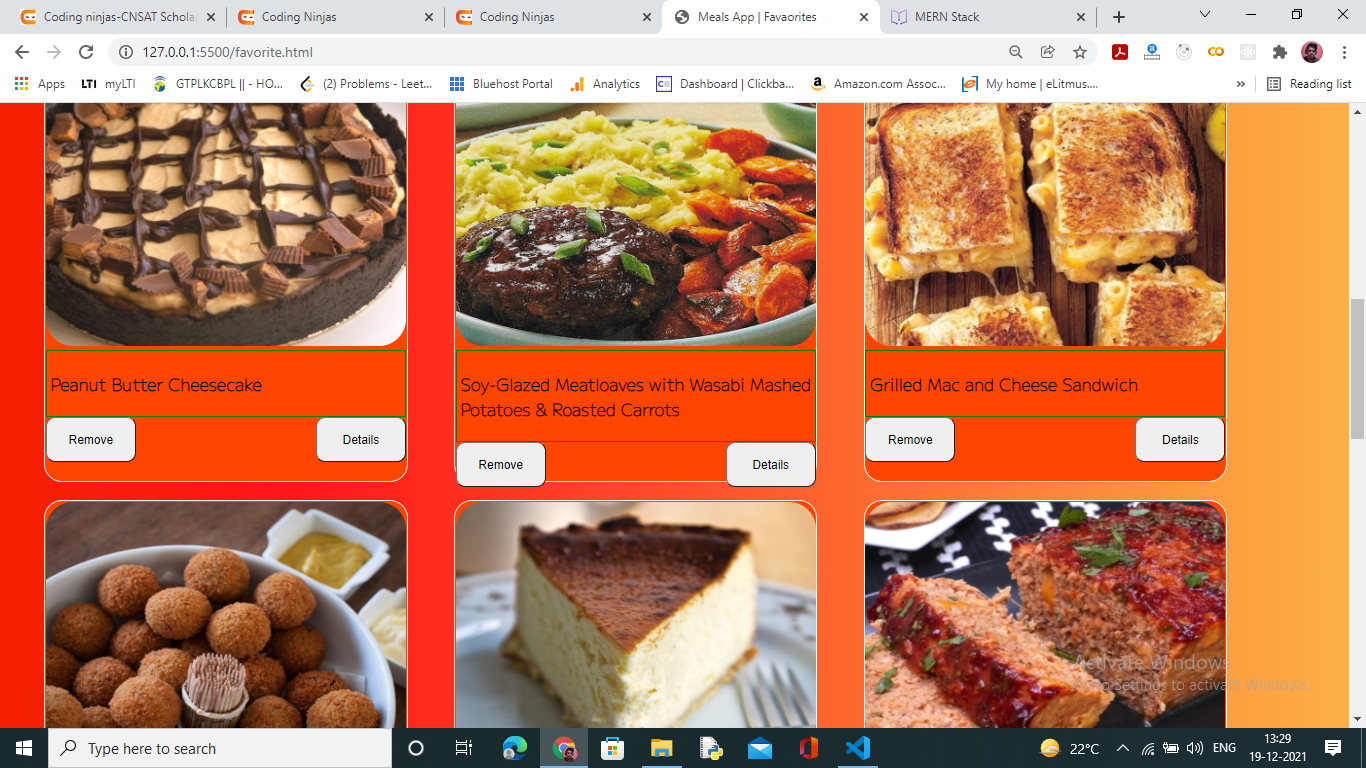 Coding ninjas-CNSAT Scholar
Coding Ninjas
Coding Ninjas
Meals App | Favaorites
MERN Stack
127.0.0.1:5500/favorite.html
Apps
LTI myLTI
GTPLKCBPL || - HO...
(2) Problems - Leet...
Bluehost Portal
Analytics
CB Dashboard | Clickba...
a Amazon.com Assoc...
My home | eLitmus....
»
Reading list
Peanut Butter Cheesecake
Remove
Details
Soy-Glazed Meatloaves with Wasabi Mashed
Potatoes & Roasted Carrots
Remove
Details
Grilled Mac and Cheese Sandwich
Remove
Details
Activate Windows
Go to Settings to activate Windows.
Type here to search
22°C
ENG
13:29
19-12-2021